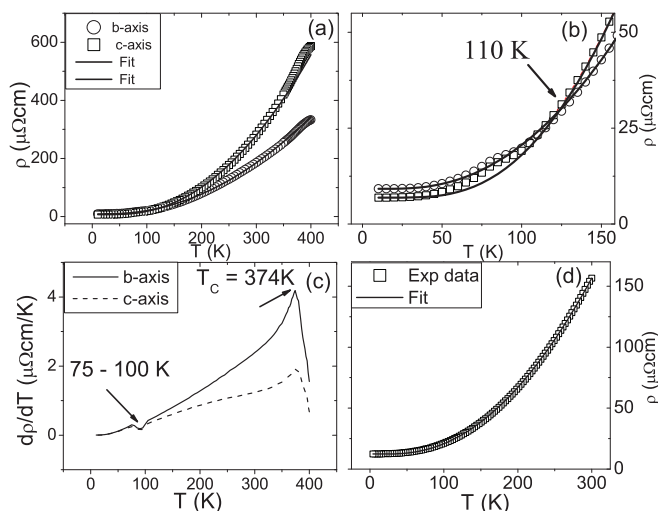 (a)
b-axis
c-axis
Fit
Fit
600
400
200
0
ρ (μΩcm)
0 100 200 300 400
T (K)
(b)
110 K
50
25
0
ρ (μΩcm)
0 50 100 150
T (K)
(c)
b-axis
c-axis
T_C = 374K
75 - 100 K
4
2
0
dρ/dT (μΩcm/K)
0 100 200 300 400
T (K)
(d)
Exp data
Fit
150
100
50
0
ρ (μΩcm)
0 100 200 300
T (K)